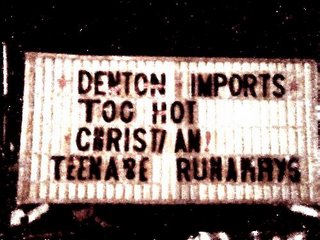 DENTON IMPORTS
TOO HOT
CHRISTIAN
TEENAGE RUNAWAYS